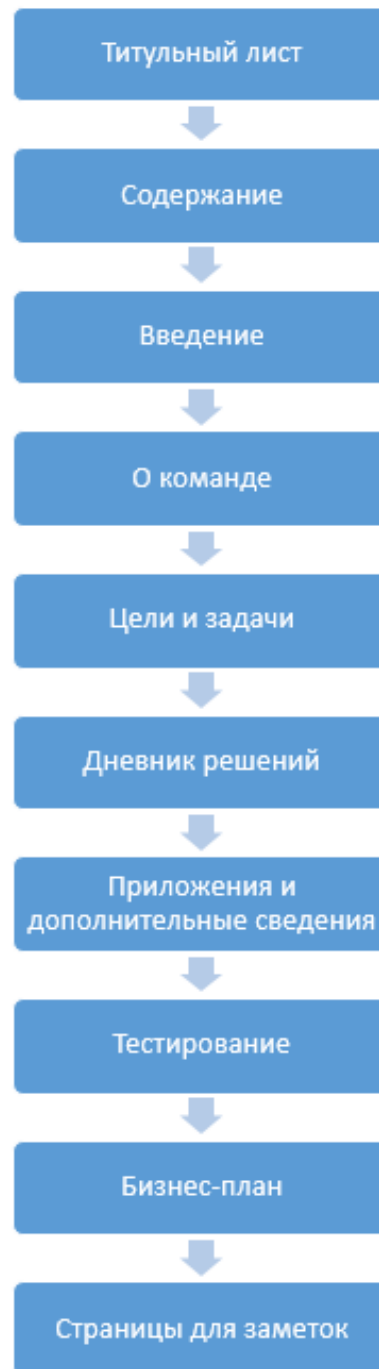 Титульный лист
Содержание
Введение
О команде
Цели и задачи
Дневник решений
Приложения и
дополнительные сведения
Тестирование
Бизнес-план
Страницы для заметок